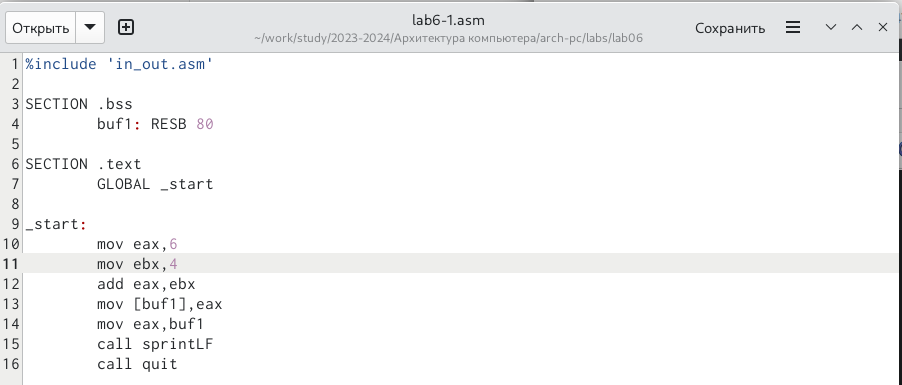 Открыть
lab6-1.asm
~/work/study/2023-2024/Архитектура компьютера/arch-pc/labs/lab06
Сохранить
1 %include 'in_out.asm'
2
3 SECTION .bss
4 buf1: RESB 80
5
6 SECTION .text
7 GLOBAL _start
8
9 _start:
10 mov eax,6
11 mov ebx,4
12 add eax,ebx
13 mov [buf1],eax
14 mov eax,buf1
15 call sprintLF
16 call quit